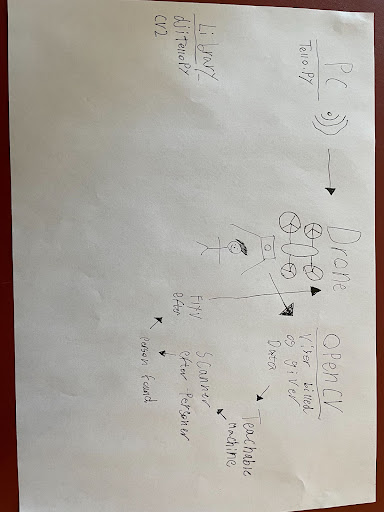 PC
Tello.Py
Drone
OPenCV
Viser billed
og giver
Data
Teachable
machine
Scanner
efter Personer
Person found
Flyv
efter
Library
djitelloPy
CV2